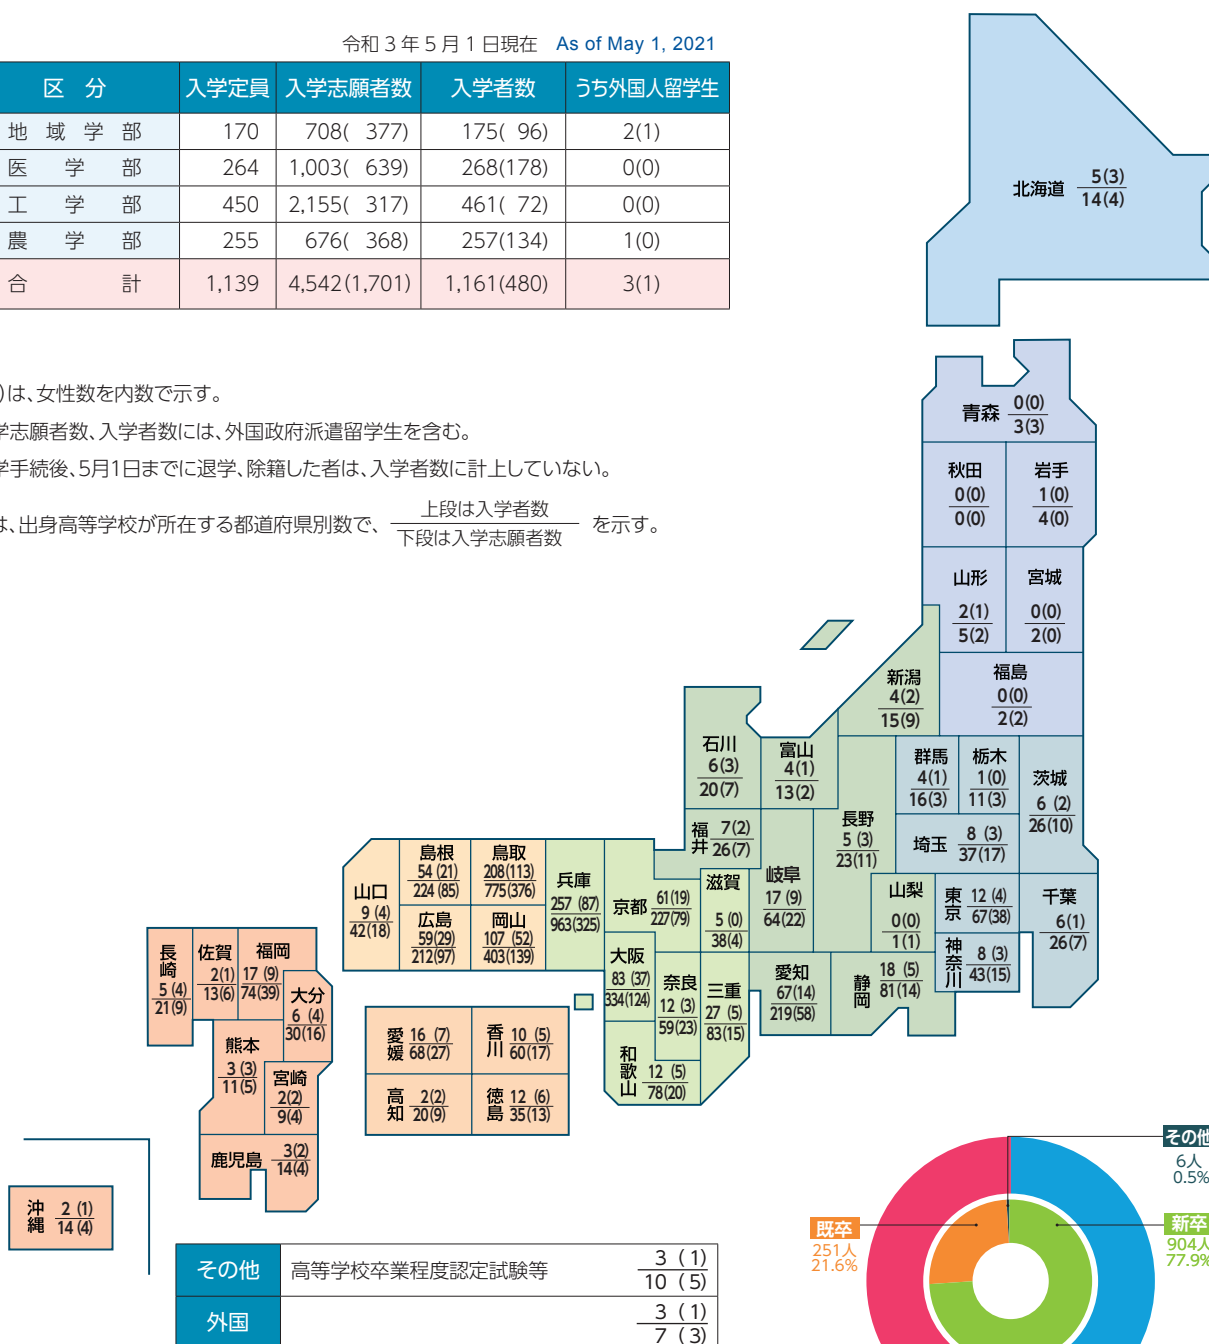 令和３年５月１日現在 As of May 1, 2021
区 分 入学定員 入学志願者数 入学者数 うち外国人留学生
地 域 学 部 170 708( 377) 175( 96) 2(1)
医 学 部 264 1,003( 639) 268(178) 0(0)
工 学 部 450 2,155( 317) 461( 72) 0(0)
農 学 部 255 676( 368) 257(134) 1(0)
合 計 1,139 4,542(1,701) 1,161(480) 3(1)
)は、女性数を内数で示す。
学志願者数、入学者数には、外国政府派遣留学生を含む。
学手続後、5月1日までに退学、除籍した者は、入学者数に計上していない。
は、出身高等学校が所在する都道府県別数で、 上段は入学者数 を示す。
下段は入学志願者数
北海道 5(3)
14(4)
青森 0(0)
3(3)
秋田
0(0)
0(0)
岩手
1(0)
4(0)
山形
2(1)
5(2)
宮城
0(0)
2(0)
福島
0(0)
2(2)
新潟
4(2)
15(9)
石川
6(3)
20(7)
富山
4(1)
13(2)
群馬
4(1)
16(3)
栃木
1(0)
11(3)
茨城
6 (2)
26(10)
福井 7(2)
26(7)
長野
5 (3)
23(11)
埼玉 8 (3)
37(17)
岐阜
17 (9)
64(22)
山梨
0(0)
1(1)
東京 12 (4)
67(38)
千葉
6(1)
26(7)
神奈川 8 (3)
43(15)
愛知
67(14)
219(58)
静岡 18 (5)
81(14)
滋賀
5 (0)
38(4)
京都 61(19)
227(79)
兵庫
257 (87)
963(325)
大阪
83 (37)
334(124)
奈良
12 (3)
59(23)
三重
27 (5)
83(15)
和歌山 12 (5)
78(20)
鳥取
208(113)
775(376)
島根
54 (21)
224 (85)
岡山
107 (52)
403(139)
広島
59(29)
212(97)
山口
9 (4)
42(18)
愛媛 16 (7)
68(27)
香川 10 (5)
60(17)
高知 2(2)
20(9)
徳島 12 (6)
35(13)
長崎
5 (4)
21(9)
佐賀
2(1)
13(6)
福岡
17 (9)
74(39)
大分
6 (4)
30(16)
熊本
3 (3)
11(5)
宮崎
2(2)
9(4)
鹿児島 3(2)
14(4)
沖縄 2 (1)
14 (4)
その他 高等学校卒業程度認定試験等 3 ( 1)
10 ( 5)
外国 3 ( 1)
7 ( 3)
その他
6人
0.5%
既卒
251人
21.6%
新卒
904人
77.9%